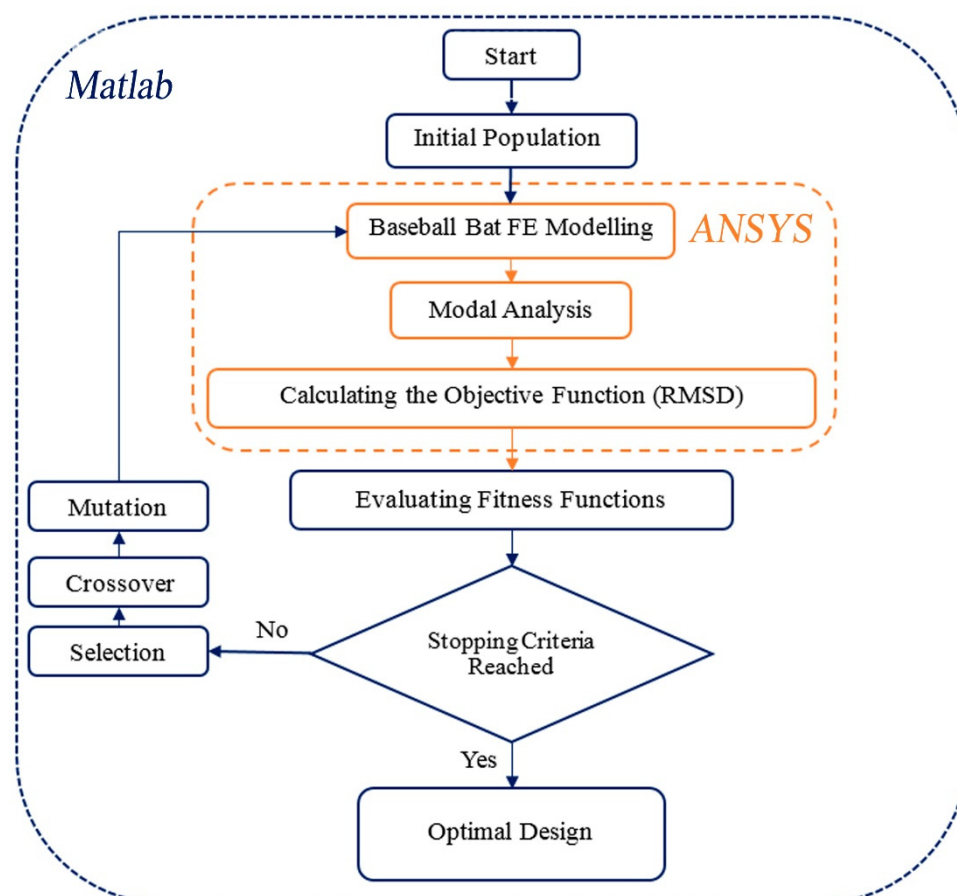 Matlab
Start
Initial Population
Baseball Bat FE Modelling
ANSYS
Modal Analysis
Calculating the Objective Function (RMSD)
Evaluating Fitness Functions
Mutation
Crossover
Selection
No
Stopping Criteria
Reached
Yes
Optimal Design